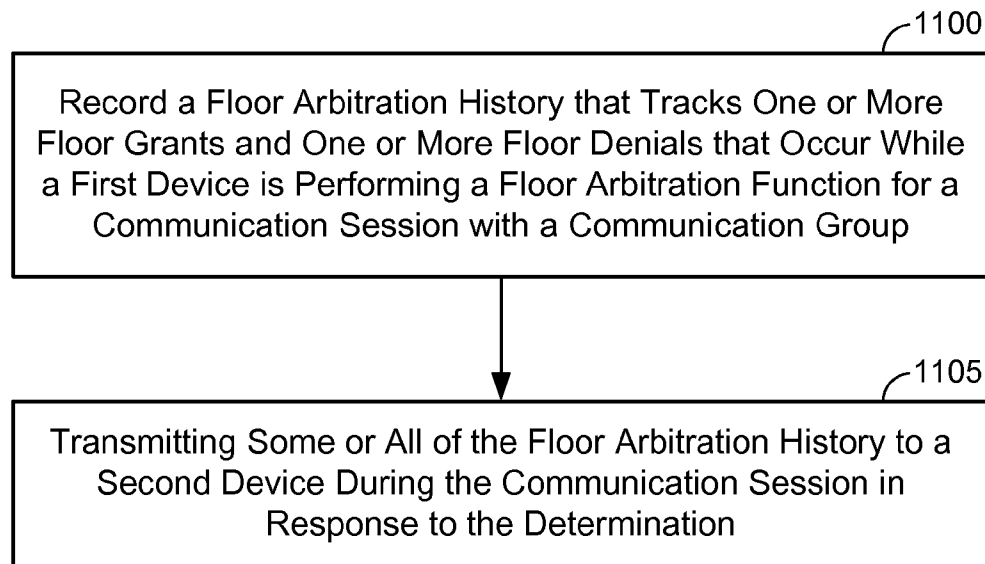 1100
Record a Floor Arbitration History that Tracks One or More
Floor Grants and One or More Floor Denials that Occur While
a First Device is Performing a Floor Arbitration Function for a
Communication Session with a Communication Group
1105
Transmitting Some or All of the Floor Arbitration History to a
Second Device During the Communication Session in
Response to the Determination